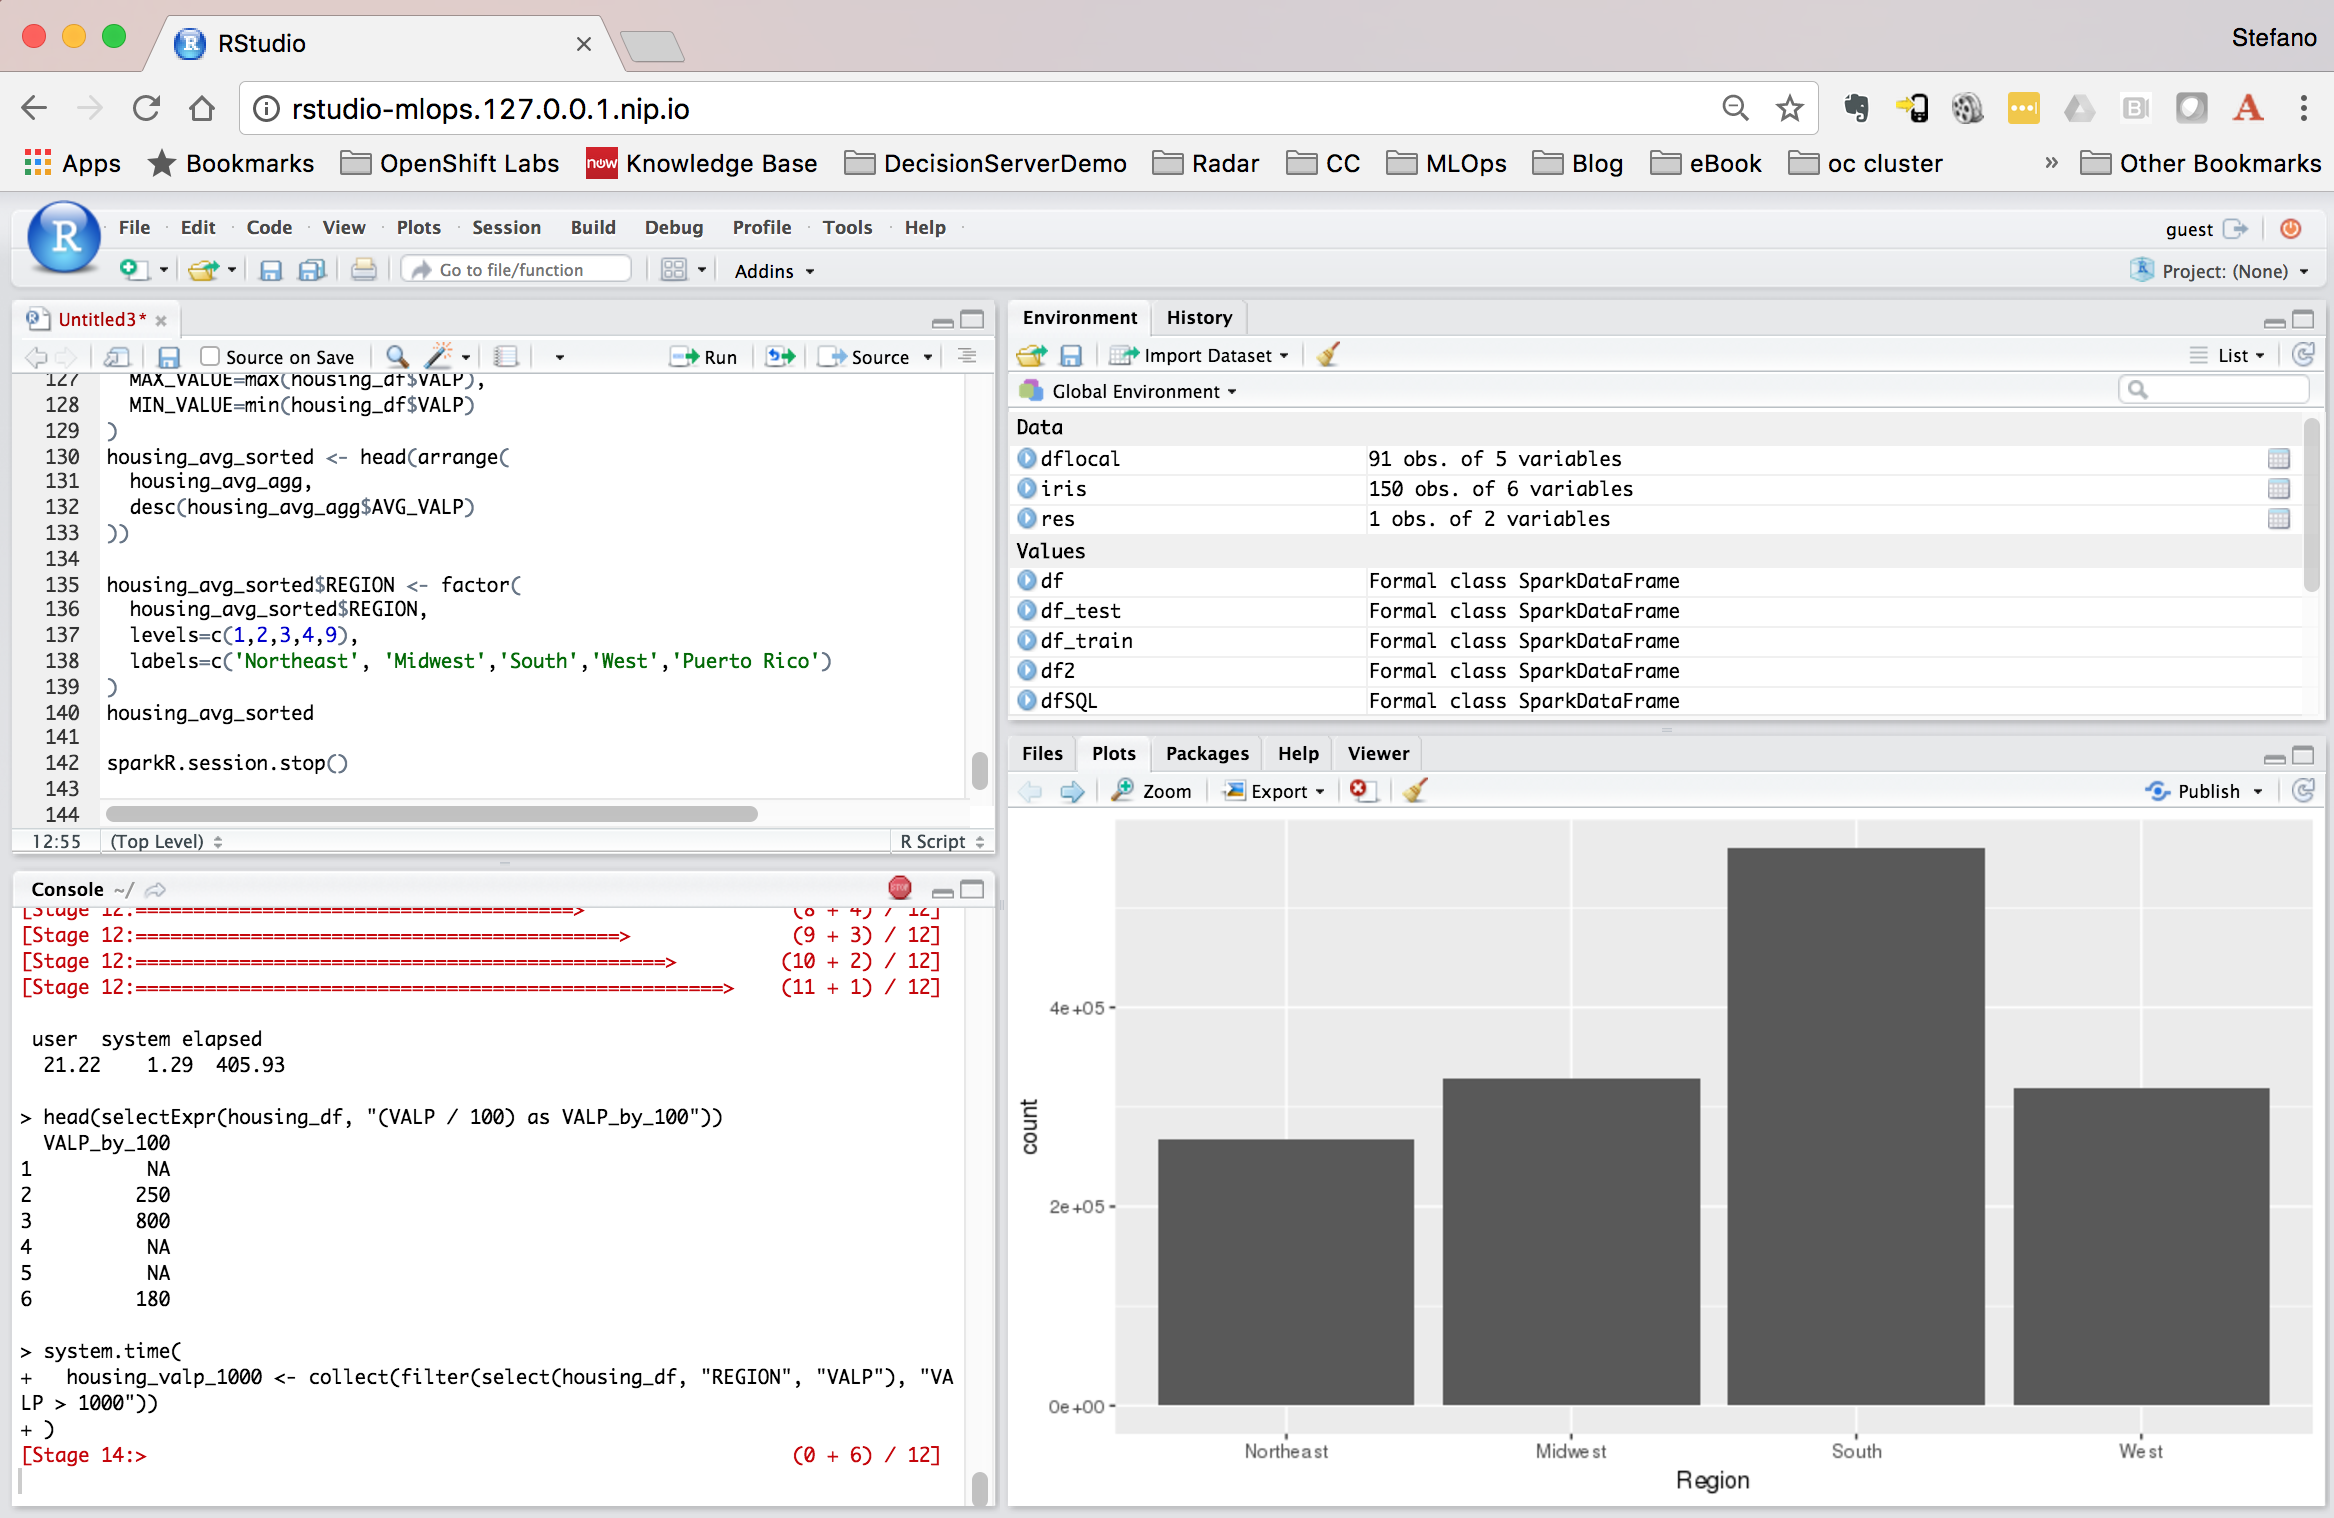 RStudio
Stefano
rstudio-mlops.127.0.0.1.nip.io
Apps Bookmarks OpenShift Labs now Knowledge Base DecisionServerDemo Radar CC MLOps Blog eBook oc cluster » Other Bookmarks
R File Edit Code View Plots Session Build Debug Profile Tools Help guest
Go to file/function Addins Project: (None)
Untitled3*
Source on Save Run Source
127 MAX_VALUE=max(housing_df$VALP),
128 MIN_VALUE=min(housing_df$VALP)
129 )
130 housing_avg_sorted <- head(arrange(
131 housing_avg_agg,
132 desc(housing_avg_agg$AVG_VALP)
133 ))
134
135 housing_avg_sorted$REGION <- factor(
136 housing_avg_sorted$REGION,
137 levels=c(1,2,3,4,9),
138 labels=c('Northeast', 'Midwest','South','West','Puerto Rico')
139 )
140 housing_avg_sorted
141
142 sparkR.session.stop()
143
144
12:55 (Top Level) R Script
Console ~/ STOP
[Stage 12:======================================> (8 + 4) / 12]
[Stage 12:==========================================> (9 + 3) / 12]
[Stage 12:==============================================> (10 + 2) / 12]
[Stage 12:===================================================> (11 + 1) / 12]
user system elapsed
21.22 1.29 405.93
> head(selectExpr(housing_df, "(VALP / 100) as VALP_by_100"))
VALP_by_100
1 NA
2 250
3 800
4 NA
5 NA
6 180
> system.time(
+ housing_valp_1000 <- collect(filter(select(housing_df, "REGION", "VALP"), "VA
LP > 1000"))
+ )
[Stage 14:> (0 + 6) / 12]
Environment History
Import Dataset List
Global Environment
Data
dflocal 91 obs. of 5 variables
iris 150 obs. of 6 variables
res 1 obs. of 2 variables
Values
df Formal class SparkDataFrame
df_test Formal class SparkDataFrame
df_train Formal class SparkDataFrame
df2 Formal class SparkDataFrame
dfSQL Formal class SparkDataFrame
Files Plots Packages Help Viewer
Zoom Export Publish
4e+05
2e+05
0e+00
count
Northeast Midwest South West
Region